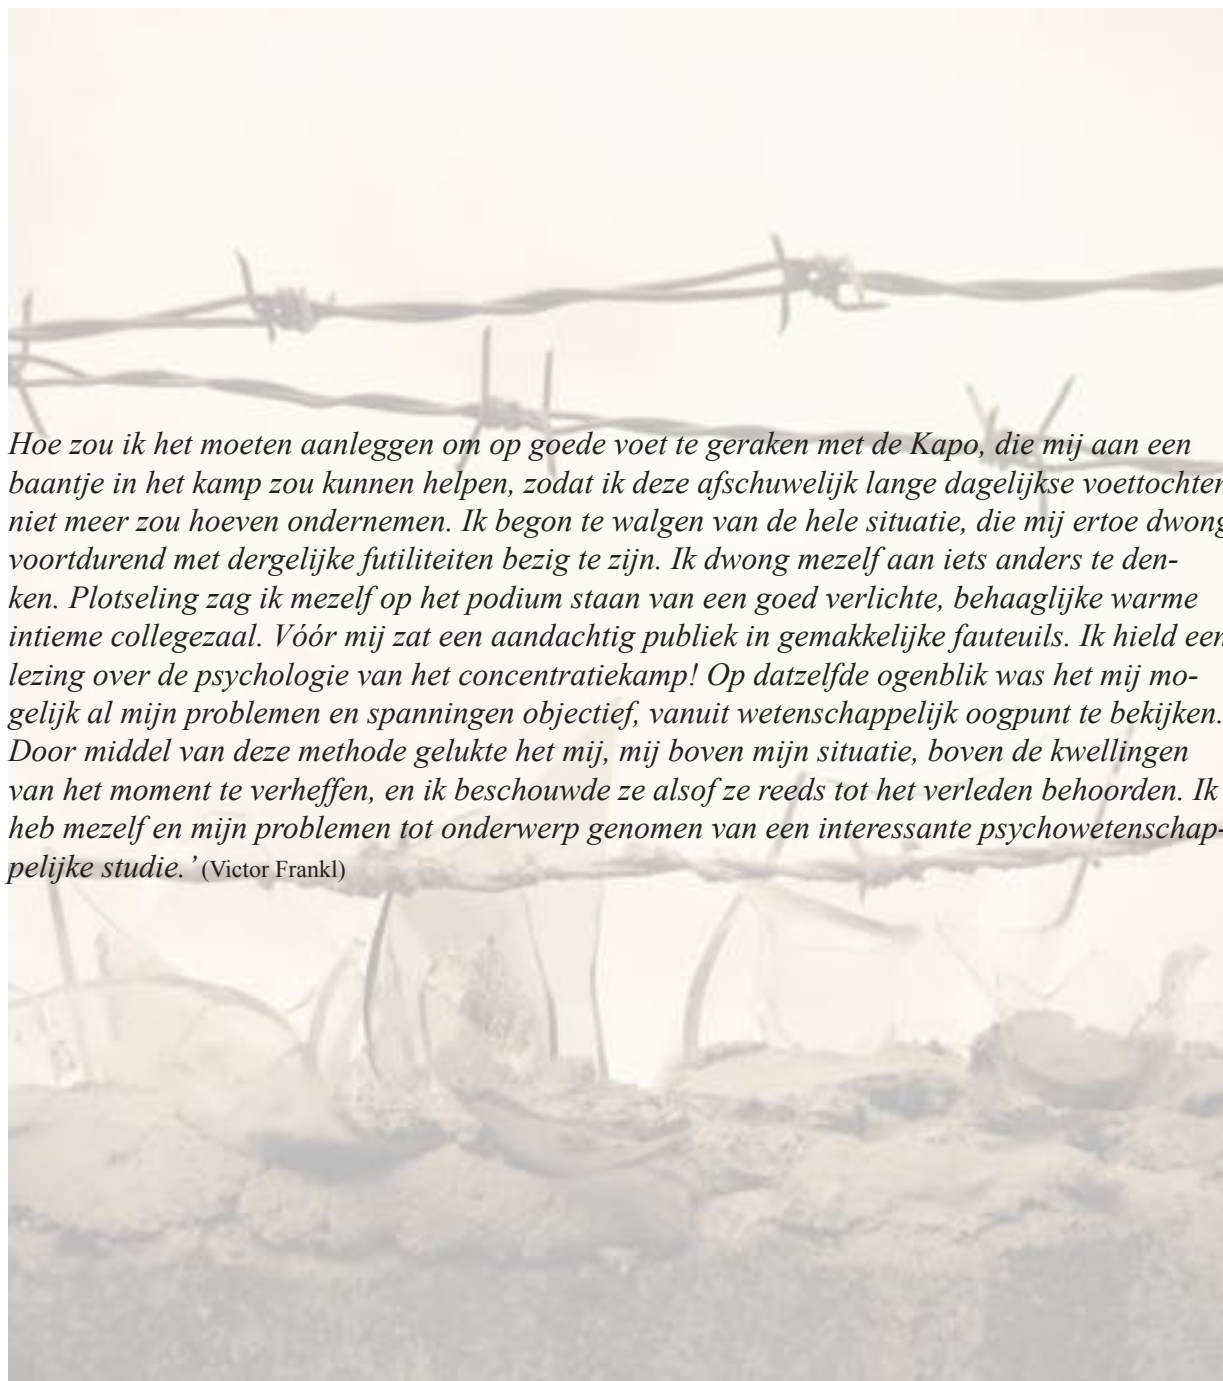 Hoe zou ik het moeten aanleggen om op goede voet te geraken met de Kapo, die mij aan een
baantje in het kamp zou kunnen helpen, zodat ik deze afschuwelijk lange dagelijkse voettochten
niet meer zou hoeven ondernemen. Ik begon te walgen van de hele situatie, die mij ertoe dwong
voortdurend met dergelijke futiliteiten bezig te zijn. Ik dwong mezelf aan iets anders te den-
ken. Plotseling zag ik mezelf op het podium staan van een goed verlichte, behaaglijke warme
intieme collegezaal. Vóór mij zat een aandachtig publiek in gemakkelijke fauteuils. Ik hield een
lezing over de psychologie van het concentratiekamp! Op datzelfde ogenblik was het mij mo-
gelijk al mijn problemen en spanningen objectief, vanuit wetenschappelijk oogpunt te bekijken.
Door middel van deze methode gelukte het mij, mij boven mijn situatie, boven de kwellingen
van het moment te verheffen, en ik beschouwde ze alsof ze reeds tot het verleden behoorden. Ik
heb mezelf en mijn problemen tot onderwerp genomen van een interessante psychowetenschap-
pelijke studie.’ (Victor Frankl)